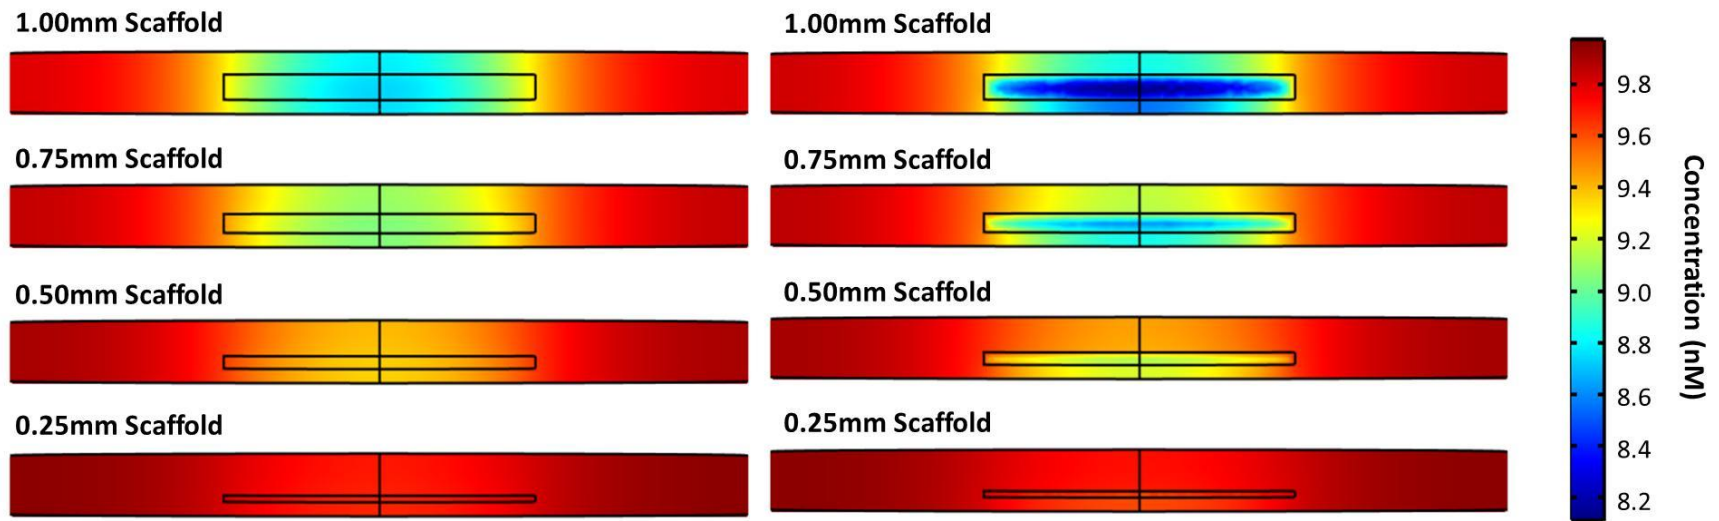 1.00mm Scaffold
1.00mm Scaffold
0.75mm Scaffold
0.75mm Scaffold
0.50mm Scaffold
0.50mm Scaffold
0.25mm Scaffold
0.25mm Scaffold
9.8
9.6
9.4
9.2
9.0
8.8
8.6
8.4
8.2
Concentration (nM)